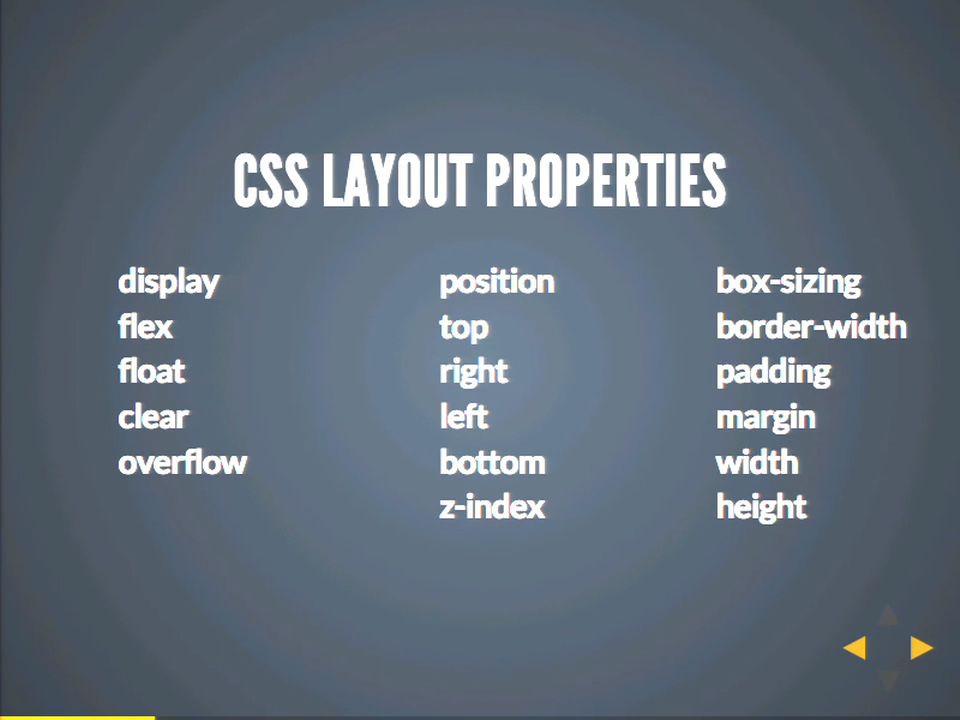 CSS LAYOUT PROPERTIES
display
flex
float
clear
overflow
position
top
right
left
bottom
z-index
box-sizing
border-width
padding
margin
width
height